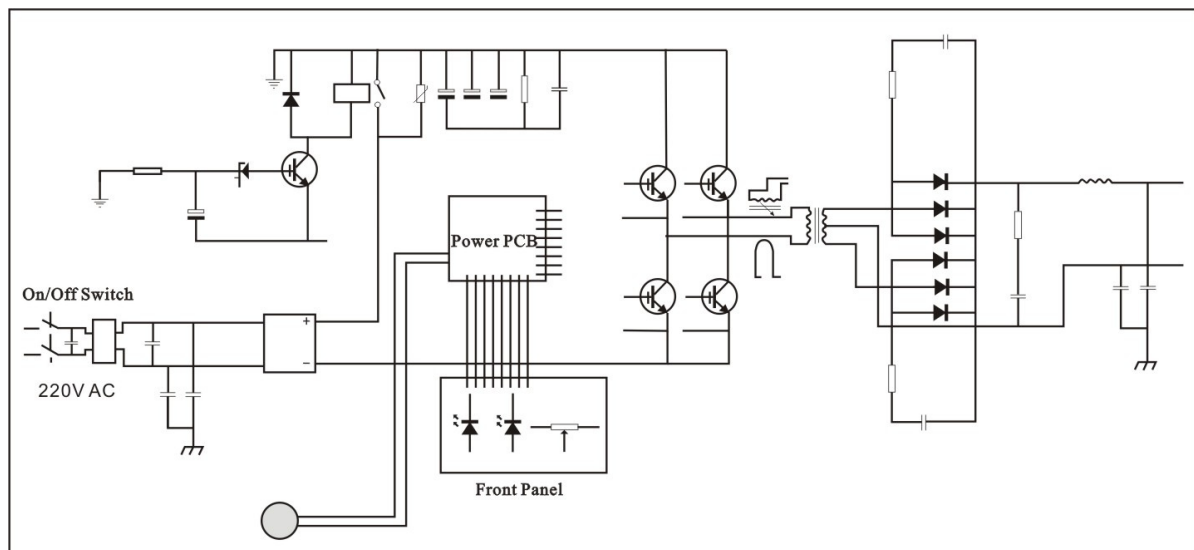 Power PCB
On/Off Switch
+
−
220V AC
Front Panel